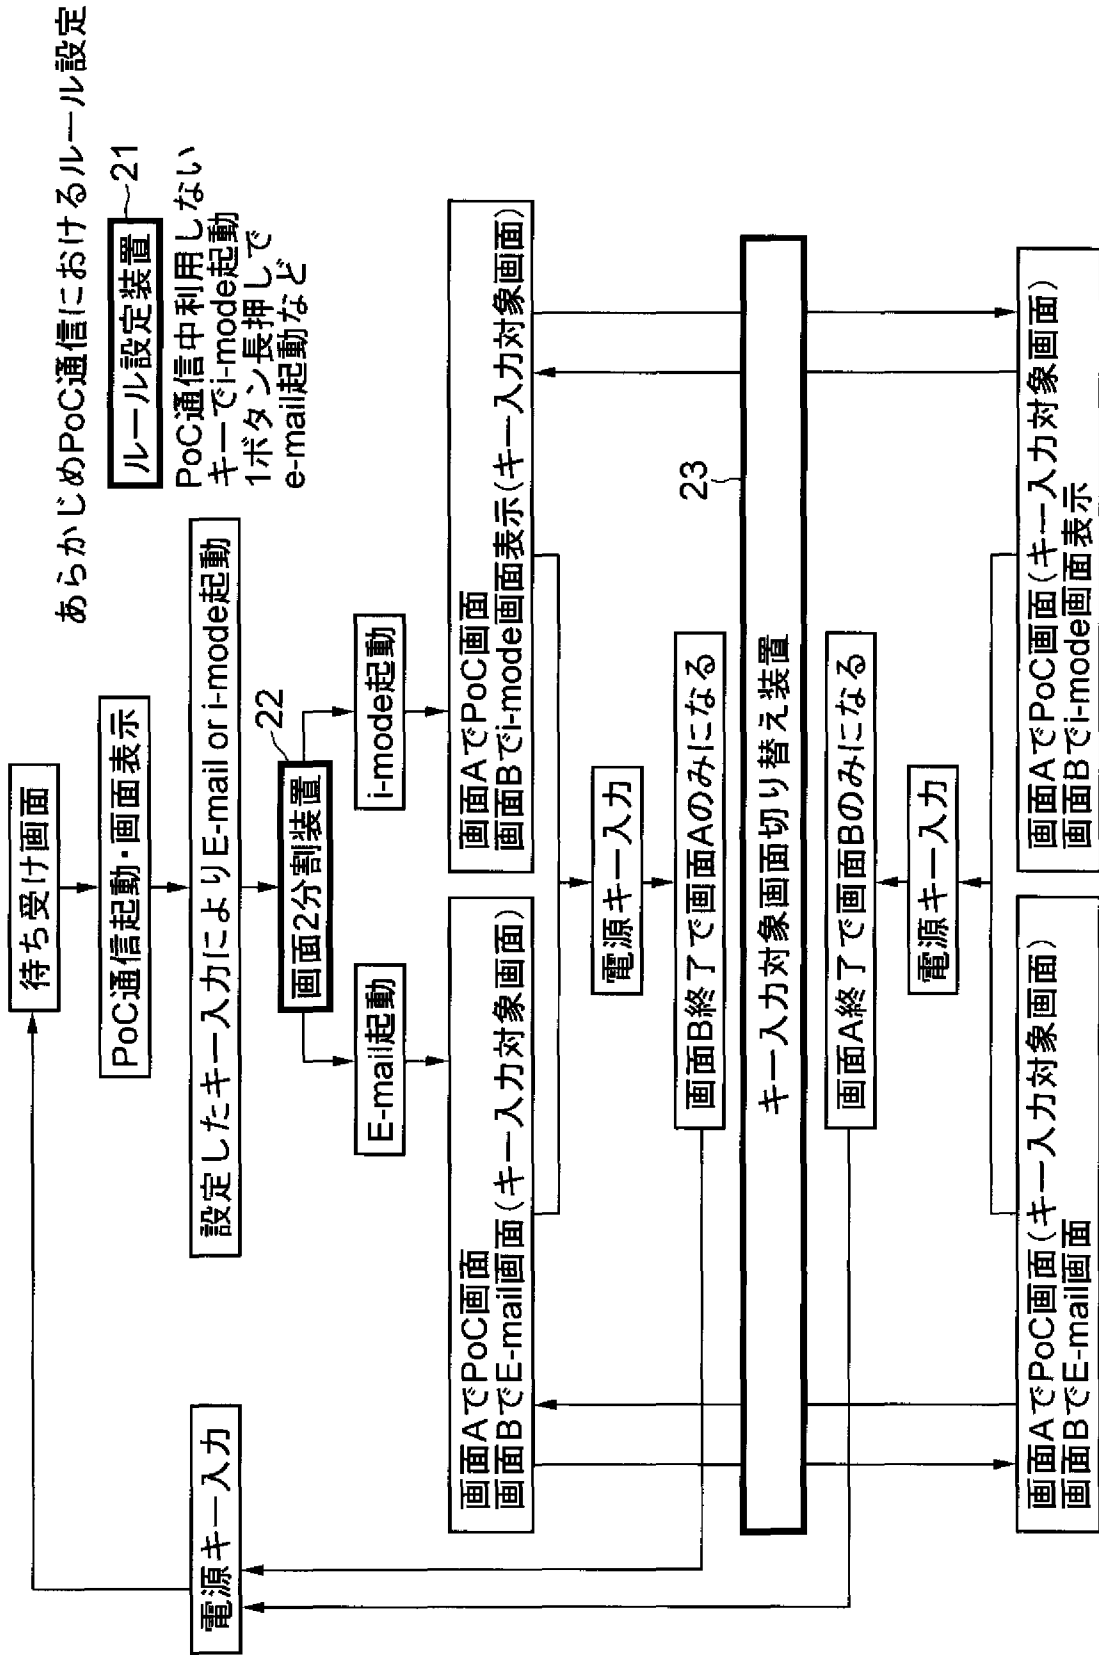 あらかじめPoC通信におけるルール設定
ルール設定装置
21
PoC通信中利用しない
キーでi-mode起動
1ボタン長押しで
e-mail起動など
待ち受け画面
PoC通信起動・画面表示
設定したキー入力によりE-mail or i-mode起動
画面2分割装置
22
E-mail起動
i-mode起動
画面AでPoC画面
画面BでE-mail画面(キー入力対象画面)
画面AでPoC画面
画面Bでi-mode画面表示(キー入力対象画面)
電源キー入力
画面B終了で画面Aのみになる
キー入力対象画面切り替え装置
23
画面A終了で画面Bのみになる
電源キー入力
画面AでPoC画面(キー入力対象画面)
画面BでE-mail画面
画面AでPoC画面(キー入力対象画面)
画面Bでi-mode画面表示
電源キー入力